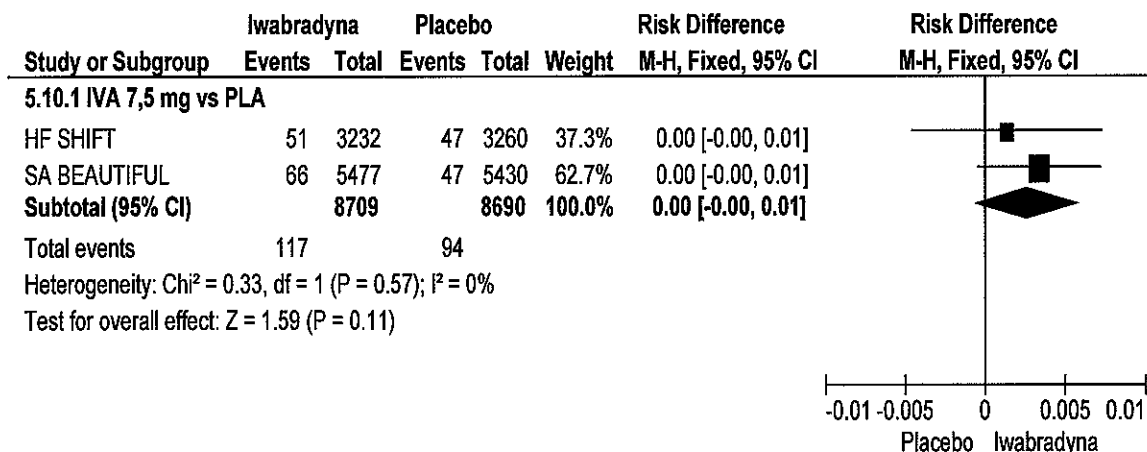 Iwabradyna Placebo Risk Difference Risk Difference
Study or Subgroup Events Total Events Total Weight M-H, Fixed, 95% CI M-H, Fixed, 95% CI
5.10.1 IVA 7,5 mg vs PLA
HF SHIFT 51 3232 47 3260 37.3% 0.00 [-0.00, 0.01]
SA BEAUTIFUL 66 5477 47 5430 62.7% 0.00 [-0.00, 0.01]
Subtotal (95% CI) 8709 8690 100.0% 0.00 [-0.00, 0.01]
Total events 117 94
Heterogeneity: Chi² = 0.33, df = 1 (P = 0.57); I² = 0%
Test for overall effect: Z = 1.59 (P = 0.11)
-0.01 -0.005 0 0.005 0.01
Placebo Iwabradyna